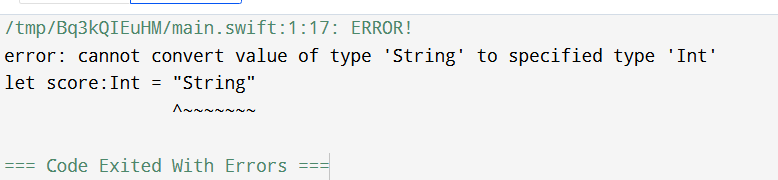 /tmp/Bq3kQIEuHM/main.swift:1:17: ERROR!
error: cannot convert value of type 'String' to specified type 'Int'
let score:Int = "String"
                ^~~~~~~~
=== Code Exited With Errors ===